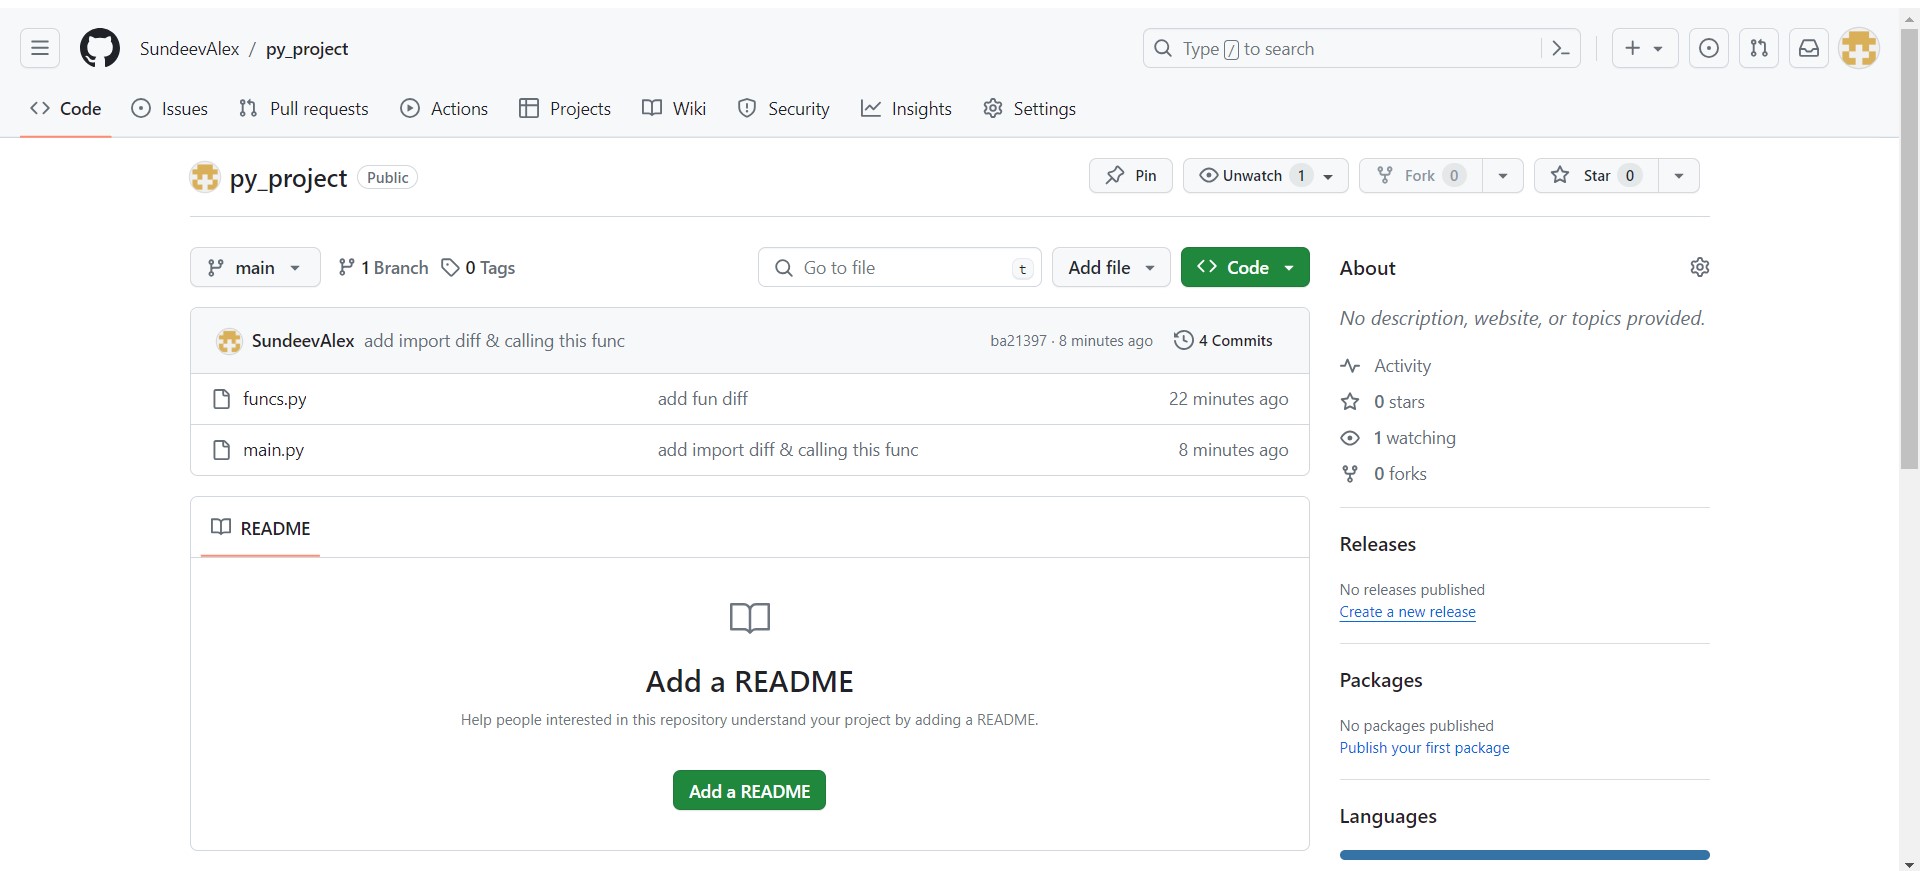 SundeevAlex / py_project
Type / to search
Code Issues Pull requests Actions Projects Wiki Security Insights Settings
py_project Public
Pin Unwatch 1 Fork 0 Star 0
main 1 Branch 0 Tags Go to file t Add file Code
SundeevAlex add import diff & calling this func ba21397 · 8 minutes ago 4 Commits
funcs.py add fun diff 22 minutes ago
main.py add import diff & calling this func 8 minutes ago
README
Add a README
Help people interested in this repository understand your project by adding a README.
Add a README
About
No description, website, or topics provided.
Activity
0 stars
1 watching
0 forks
Releases
No releases published
Create a new release
Packages
No packages published
Publish your first package
Languages